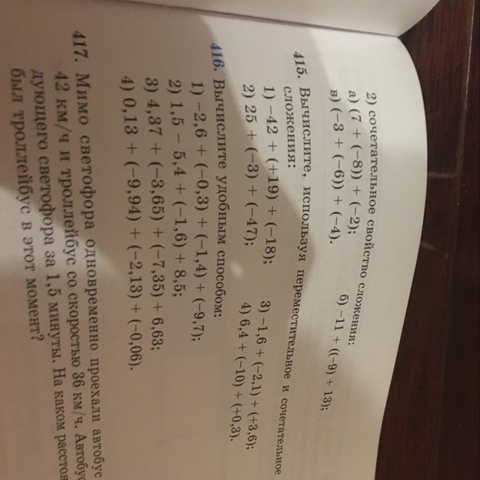 2) сочетательное свойство сложения:
а) (7 + (−8)) + (−2);
б) −11 + ((−9) + 13);
в) (−3 + (−6)) + (−4).
415. Вычислите, используя переместительное и сочетательное
сложения:
1) −42 + (+19) + (−18);
3) −1,6 + (−2,1) + (+3,6);
2) 25 + (−3) + (−47);
4) 6,4 + (−10) + (+0,3).
416. Вычислите удобным способом:
1) −2,6 + (−0,3) + (−1,4) + (−9,7);
2) 1,5 − 5,4 + (−1,6) + 8,5;
3) 4,37 + (−3,65) + (−7,35) + 6,63;
4) 0,13 + (−9,94) + (−2,13) + (−0,06).
417. Мимо светофора одновременно проехали автобус
42 км/ч и троллейбус со скоростью 36 км/ч. Автобус
дующего светофора за 1,5 минуты. На каком
был троллейбус в этот момент?